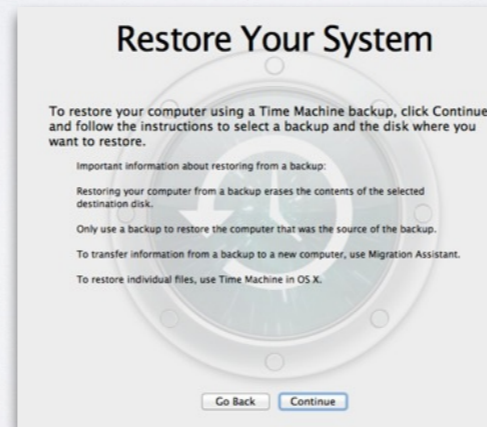 Restore Your System
To restore your computer using a Time Machine backup, click Continue
and follow the instructions to select a backup and the disk where you
want to restore.
Important information about restoring from a backup:
Restoring your computer from a backup erases the contents of the selected
destination disk.
Only use a backup to restore the computer that was the source of the backup.
To transfer information from a backup to a new computer, use Migration Assistant.
To restore individual files, use Time Machine in OS X.
Go Back Continue